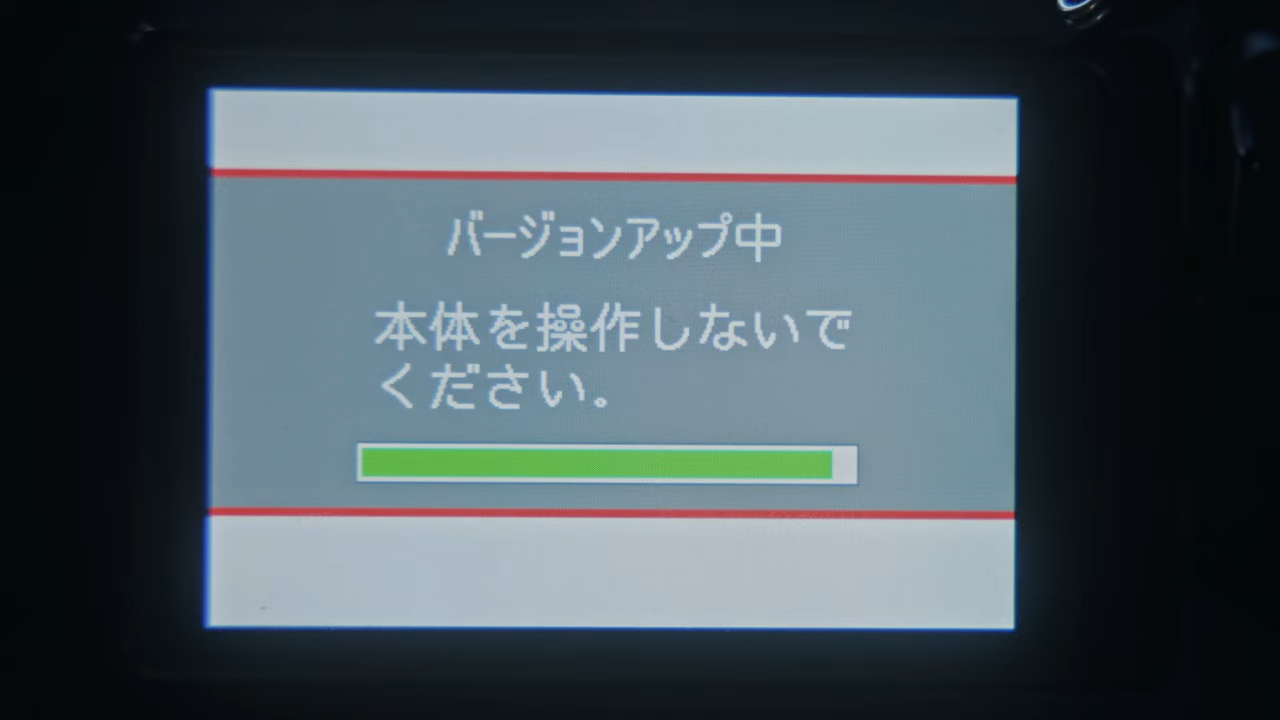 バージョンアップ中
本体を操作しないで
ください。